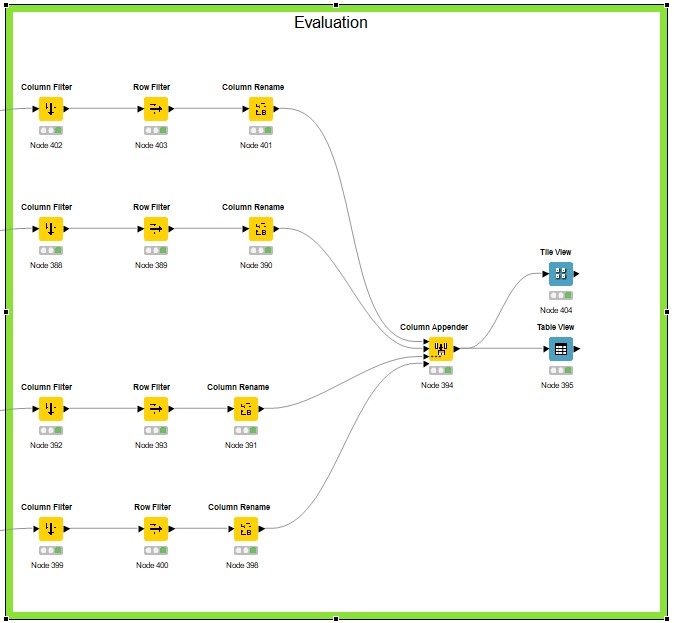 Evaluation
Column Filter Row Filter Column Rename
Node 402 Node 403 Node 401
Column Filter Row Filter Column Rename
Node 388 Node 389 Node 390
Tile View
Node 404
Column Appender Table View
Node 394 Node 395
Column Filter Row Filter Column Rename
Node 392 Node 393 Node 391
Column Filter Row Filter Column Rename
Node 399 Node 400 Node 398